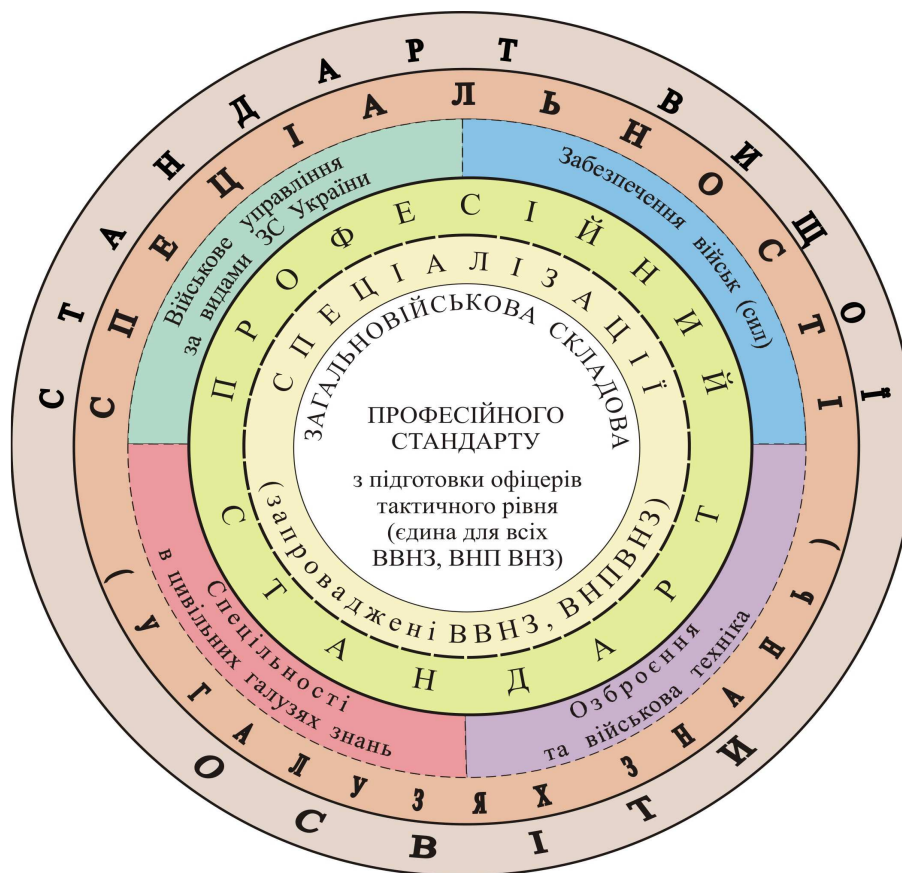 СТАНДАРТ ВИЩОЇ
ОСВІТИ
СПЕЦІАЛЬНОСТІ
(У ГАЛУЗЯХ ЗНАНЬ)
Військове управління
за видами ЗС України
Забезпечення
військ (сил)
Спецільності
в цивільних галузях знань
Озброєння
та військова техніка
ПРОФЕСІЙНИЙ
СТАНДАРТ
СПЕЦІАЛІЗАЦІЇ
(запроваджені ВВНЗ, ВНПВНЗ)
ЗАГАЛЬНОВІЙСЬКОВА СКЛАДОВА
ПРОФЕСІЙНОГО
СТАНДАРТУ
з підготовки офіцерів
тактичного рівня
(єдина для всіх
ВВНЗ, ВНП ВНЗ)